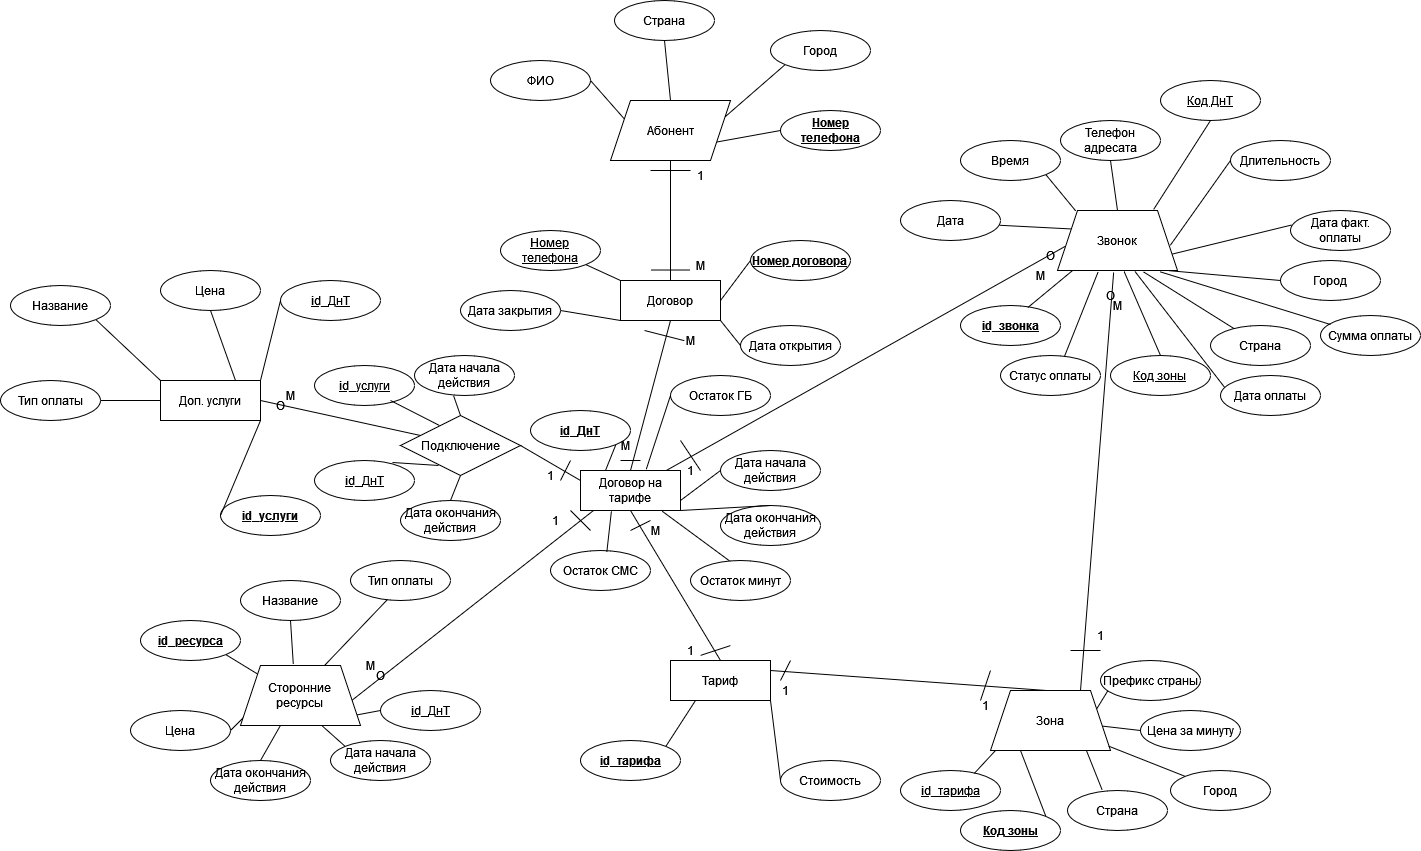 Страна
ФИО
Город
Абонент
Номер
телефона
1
Код ДнТ
Телефон
адресата
Время
Длительность
Дата
Звонок
Дата факт.
оплаты
О
М
Город
О
М
id_звонка
Сумма оплаты
Страна
Статус оплаты
Код зоны
Дата оплаты
Номер
телефона
М
Номер договора
Договор
Дата закрытия
М
Дата открытия
Название
Цена
id_ДнТ
Тип оплаты
Доп. услуги
М
О
id_услуги
Дата начала
действия
id_услуги
Подключение
id_ДнТ
Дата окончания
действия
1
id_ДнТ
Остаток ГБ
М
1
Договор на
тарифе
Дата начала
действия
Дата окончания
действия
1
М
Остаток СМС
Остаток минут
Тип оплаты
Название
id_ресурса
М
О
Сторонние
ресурсы
id_ДнТ
Цена
Дата начала
действия
Дата окончания
действия
1
Тариф
1
id_тарифа
Стоимость
1
1
Зона
Префикс страны
Цена за минуту
id_тарифа
Город
Страна
Код зоны